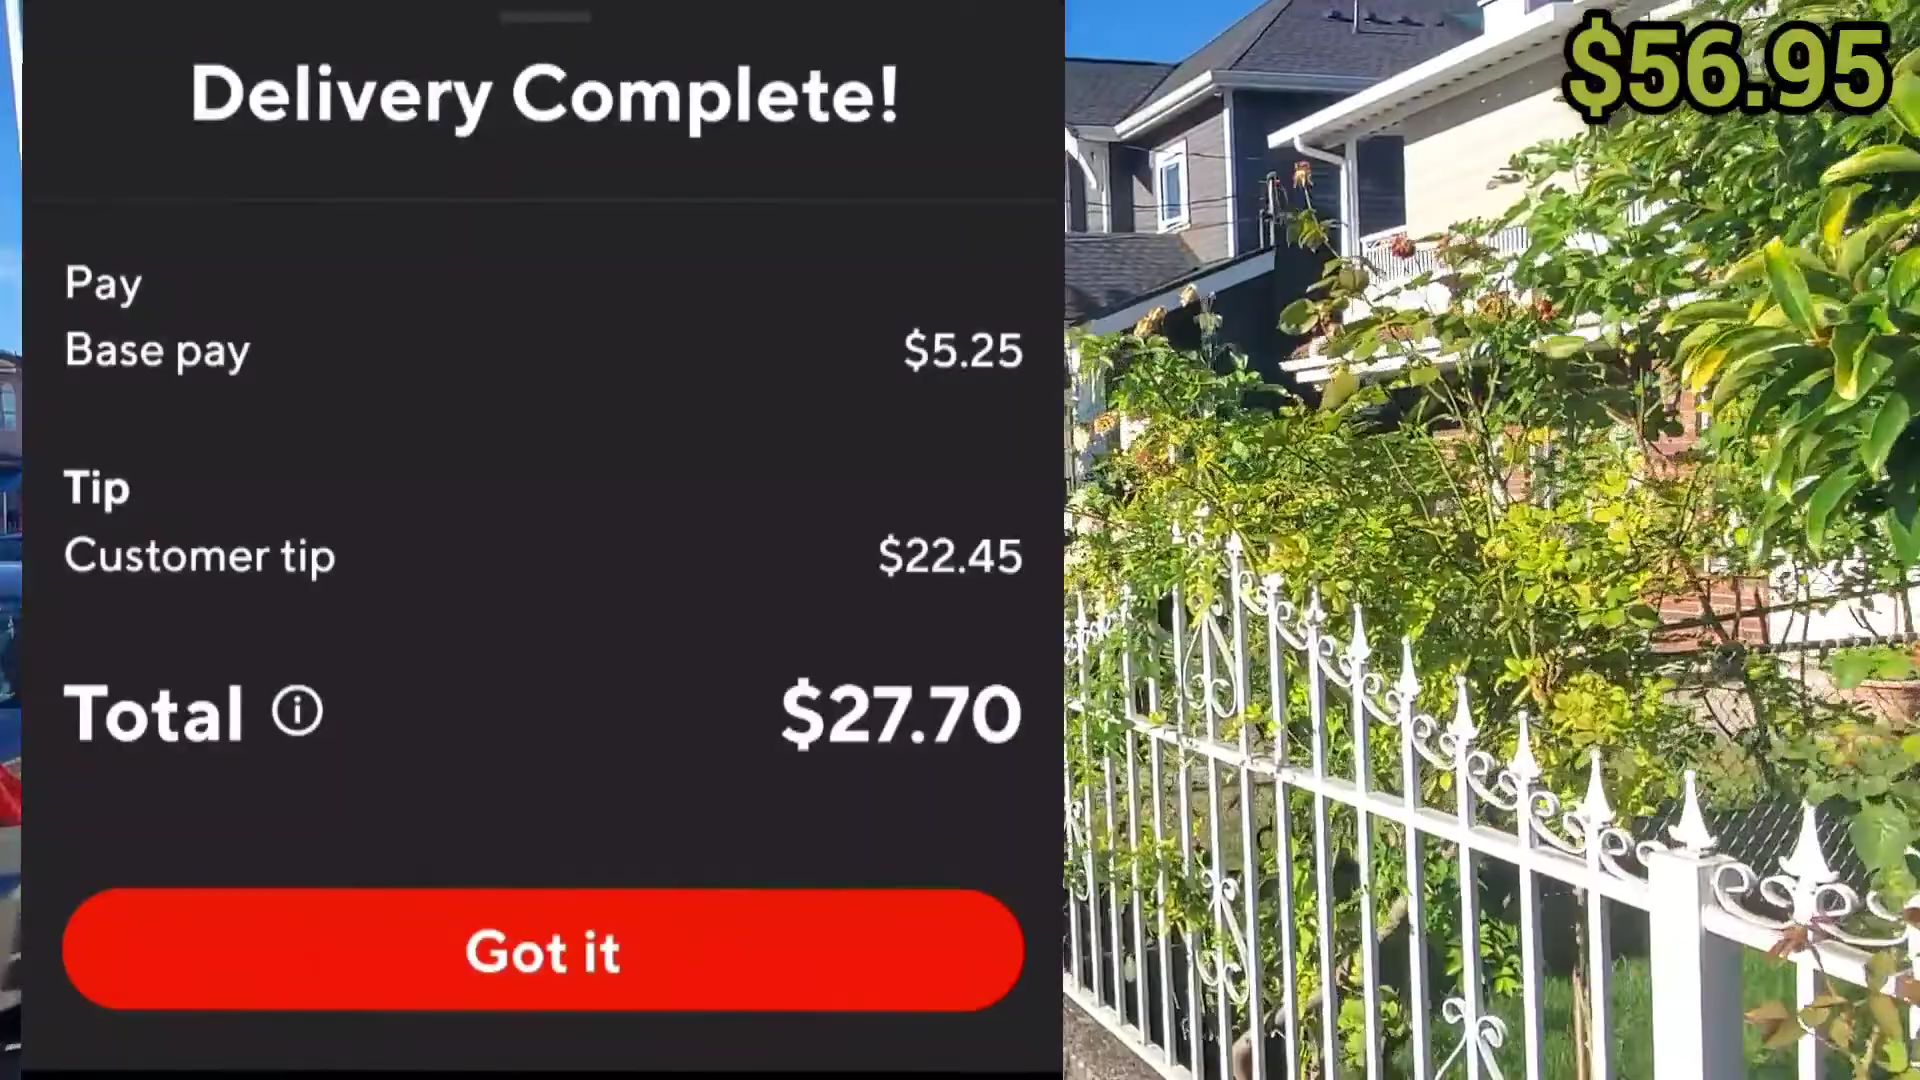 Delivery Complete!
$56.95
Pay
Base pay $5.25
Tip
Customer tip $22.45
Total $27.70
Got it